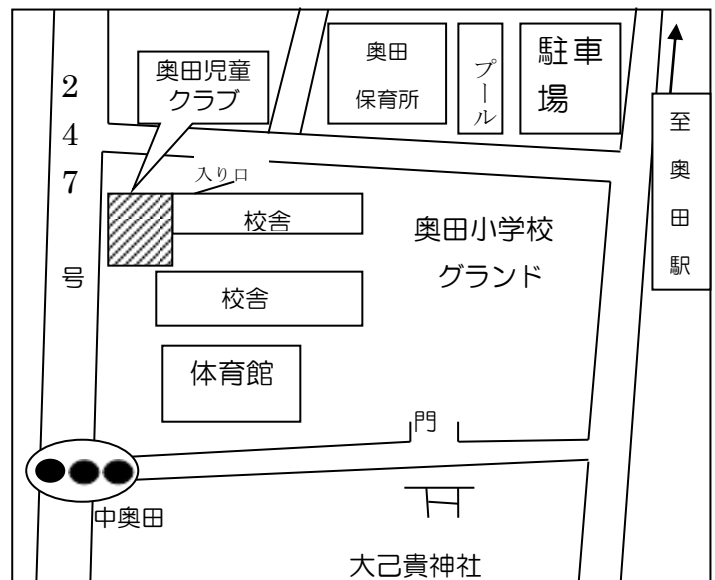 2
4
7
号
奥田児童
クラブ
奥田
保育所
プール
駐車
場
至奥田駅
入り口
校舎
奥田小学校
グランド
校舎
体育館
門
中奥田
大己貴神社